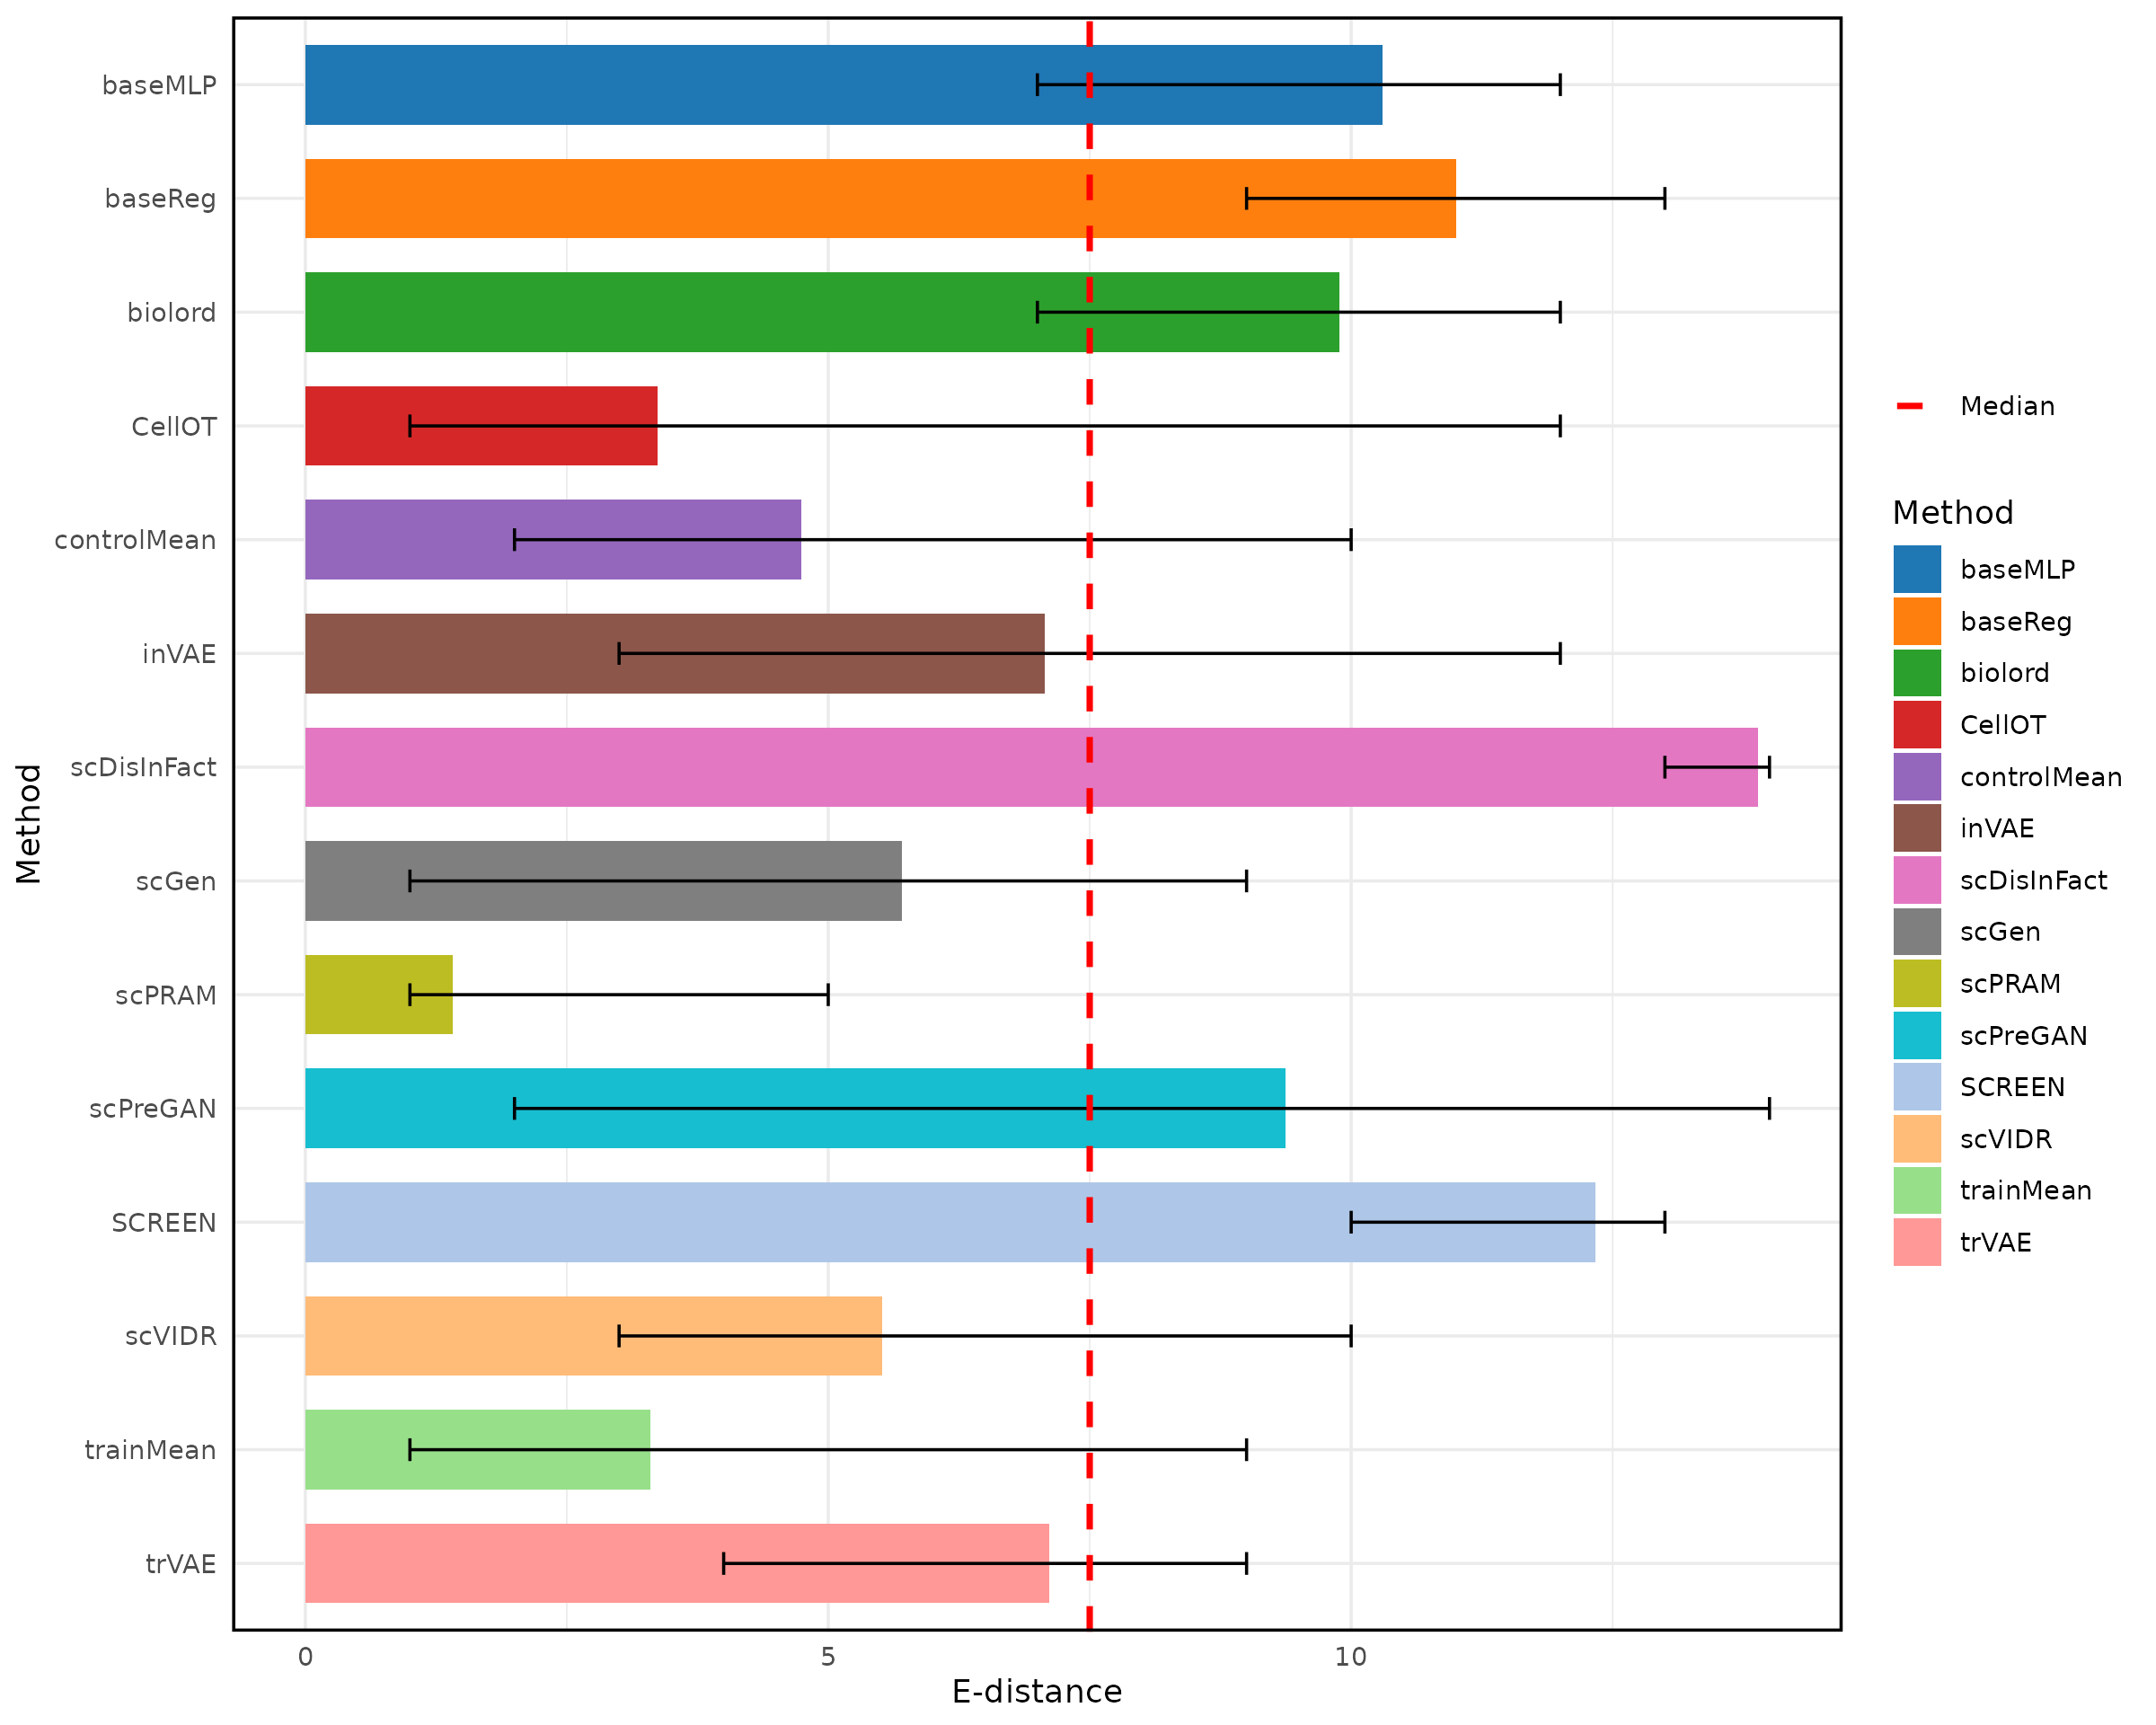 baseMLP
baseReg
biolord
CellOT
controlMean
inVAE
scDisInFact
scGen
scPRAM
scPreGAN
SCREEN
scVIDR
trainMean
trVAE
Method
0 5 10
E-distance
Median
Method
baseMLP
baseReg
biolord
CellOT
controlMean
inVAE
scDisInFact
scGen
scPRAM
scPreGAN
SCREEN
scVIDR
trainMean
trVAE